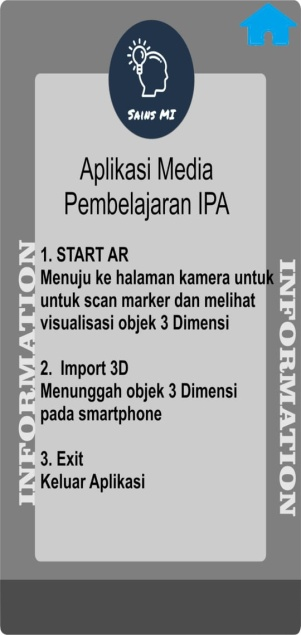 SAINS MI
Aplikasi Media
Pembelajaran IPA
1. START AR
Menuju ke halaman kamera untuk
untuk scan marker dan melihat
visualisasi objek 3 Dimensi
2. Import 3D
Menunggah objek 3 Dimensi
pada smartphone
3. Exit
Keluar Aplikasi
INFORMATION
INFORMATION